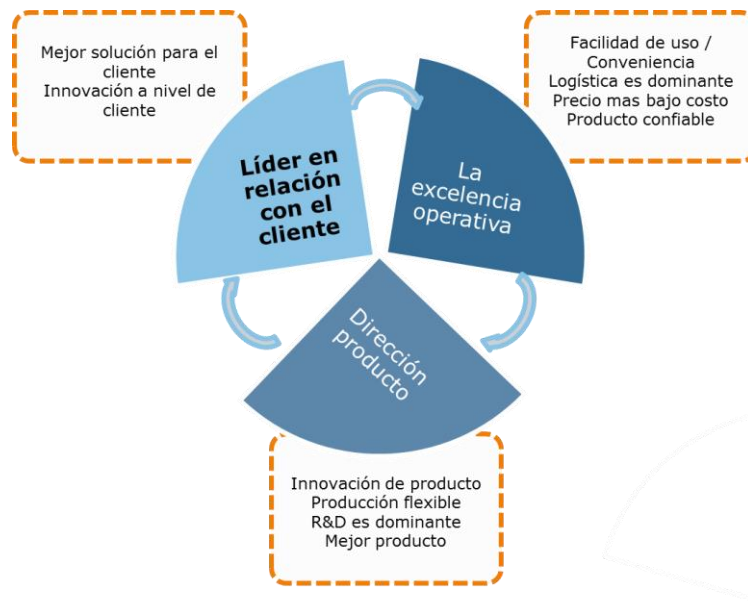 Mejor solución para el
cliente
Innovación a nivel de
cliente
Facilidad de uso /
Conveniencia
Logística es dominante
Precio mas bajo costo
Producto confiable
Líder en
relación
con el
cliente
La
excelencia
operativa
Dirección
producto
Innovación de producto
Producción flexible
R&D es dominante
Mejor producto